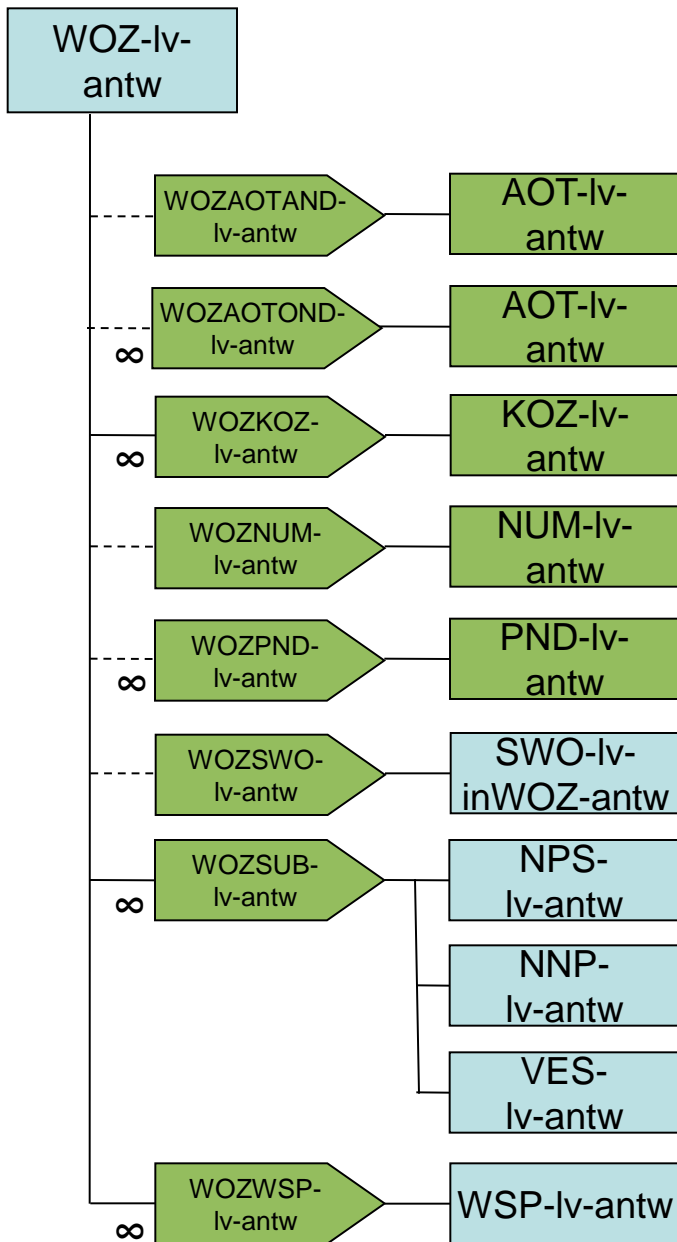 WOZ-lv-
antw
WOZAOTAND-
lv-antw
AOT-lv-
antw
WOZAOTOND-
lv-antw
AOT-lv-
antw
∞
WOZKOZ-
lv-antw
KOZ-lv-
antw
∞
WOZNUM-
lv-antw
NUM-lv-
antw
WOZPND-
lv-antw
PND-lv-
antw
∞
WOZSWO-
lv-antw
SWO-lv-
inWOZ-antw
WOZSUB-
lv-antw
NPS-
lv-antw
∞
NNP-
lv-antw
VES-
lv-antw
WOZWSP-
lv-antw
WSP-lv-antw
∞